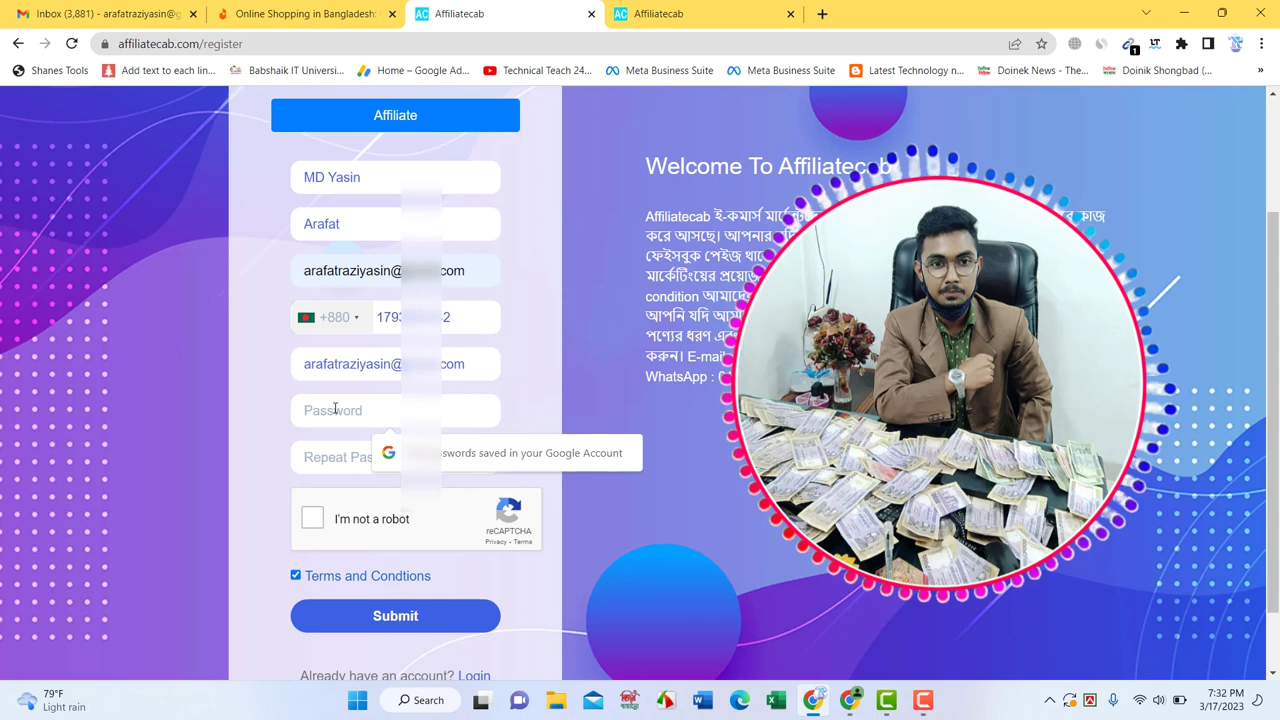 Inbox (3,881) - arafatraziyasin@g
Online Shopping in Bangladesh:
Affiliatecab
Affiliatecab
affiliatecab.com/register
Shanes Tools
Add text to each lin...
Babshaik IT Universi...
Home – Google Ad...
Technical Teach 24...
Meta Business Suite
Meta Business Suite
Latest Technology n...
Doinek News - The...
Doinik Shongbad (...
Affiliate
MD Yasin
Arafat
arafatraziyasin@ com
+880 1793 2
arafatraziyasin@ com
Password
Repeat Pas
swords saved in your Google Account
I'm not a robot
reCAPTCHA
Privacy - Terms
Terms and Condtions
Submit
Already have an account? Login
Welcome To Affiliatecab
Affiliatecab ই-কমার্স কাজ
করে আসছে। আপনার
ফেইসবুক পেইজ
মার্কেটিংয়ের
condition
আপনি যদি
পণ্যের ধরণ
করুন। E-mai
WhatsApp :
79°F
Light rain
Search
7:32 PM
3/17/2023